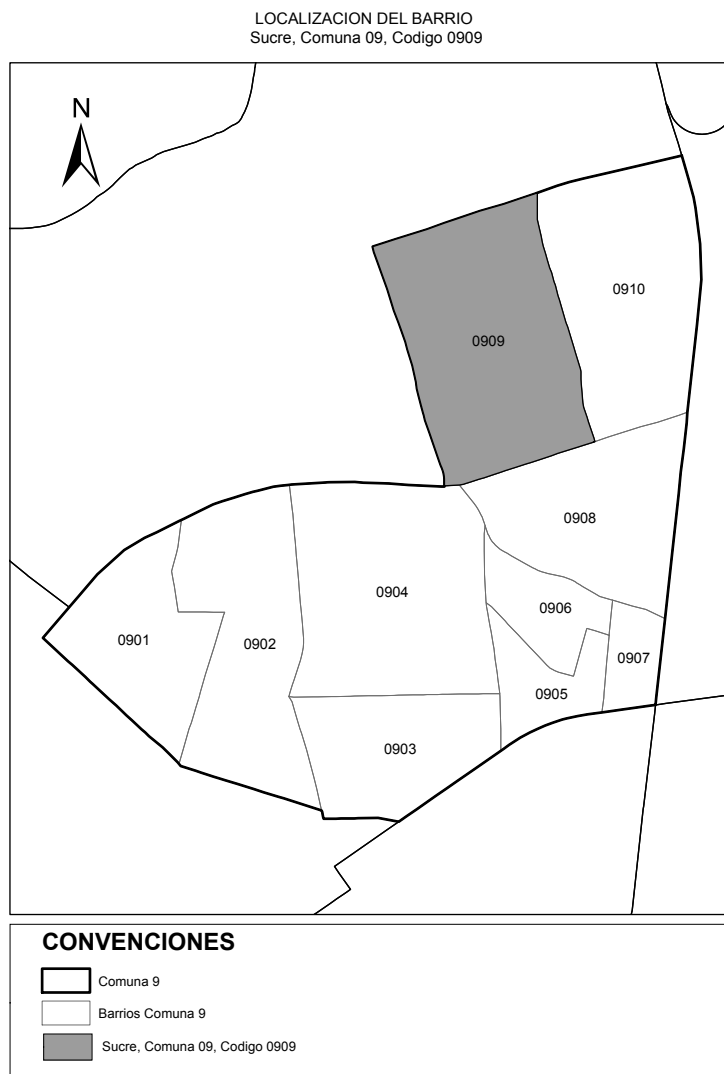 LOCALIZACION DEL BARRIO
Sucre, Comuna 09, Codigo 0909
N
0910
0909
0908
0904
0906
0901
0902
0907
0905
0903
CONVENCIONES
Comuna 9
Barrios Comuna 9
Sucre, Comuna 09, Codigo 0909